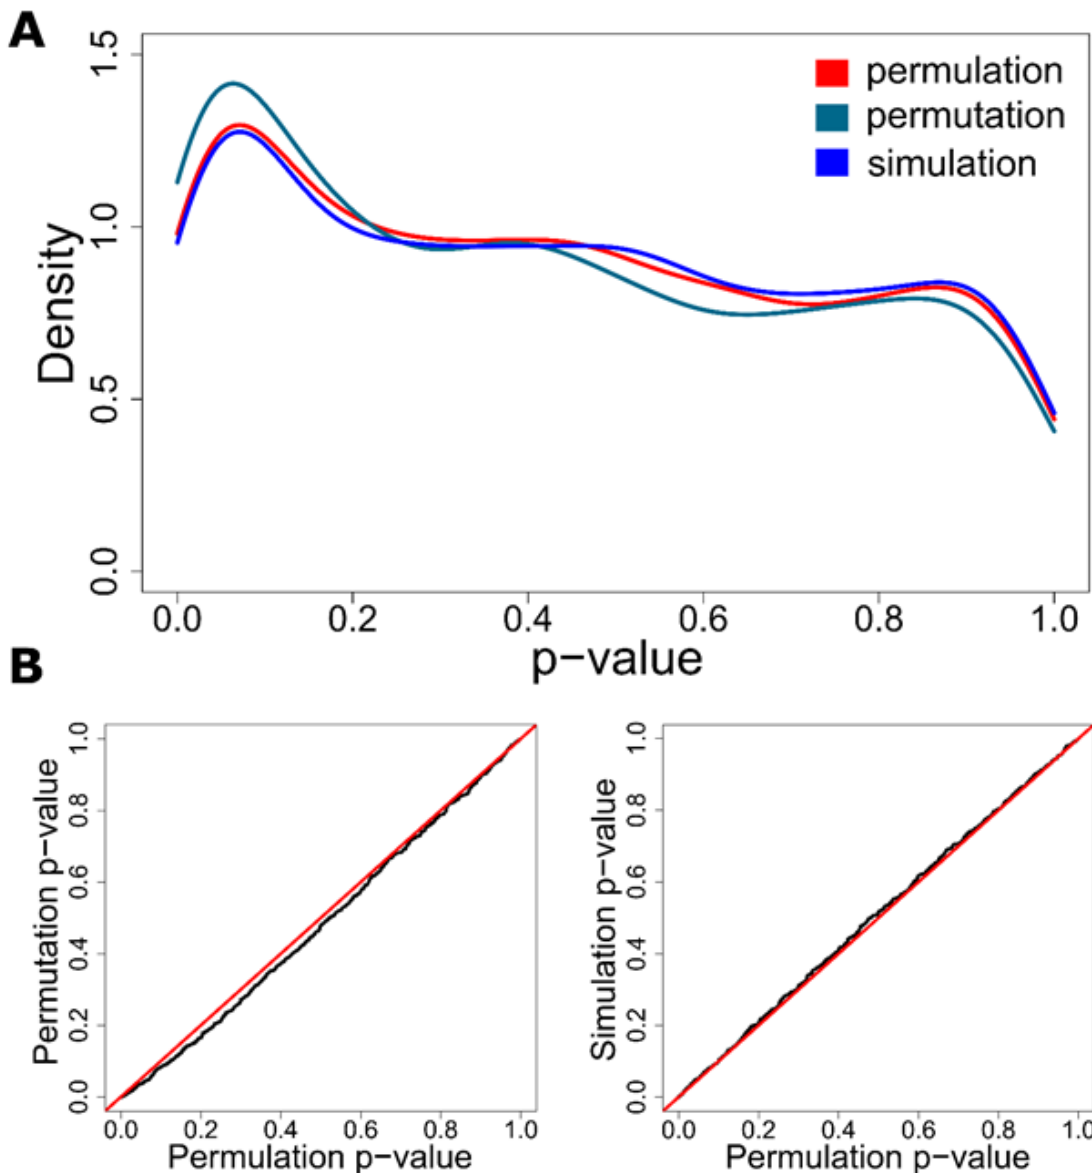 A
permulation
permutation
simulation
Density
0.0 0.5 1.0 1.5
0.0 0.2 0.4 0.6 0.8 1.0
p-value
B
Permutation p-value
0.0 0.2 0.4 0.6 0.8 1.0
0.0 0.2 0.4 0.6 0.8 1.0
Permulation p-value
Simulation p-value
0.0 0.2 0.4 0.6 0.8 1.0
0.0 0.2 0.4 0.6 0.8 1.0
Permulation p-value